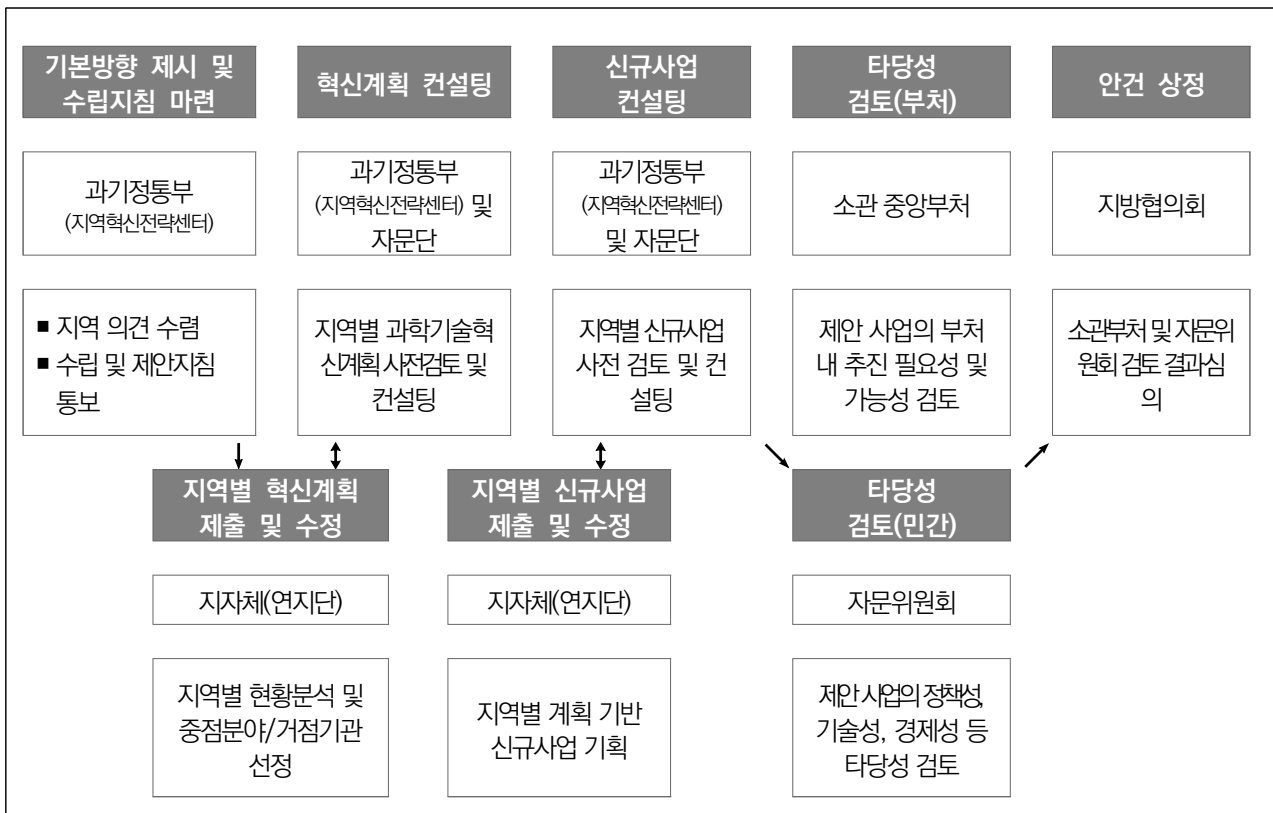 기본방향 제시 및
수립지침 마련
혁신계획 컨설팅
신규사업
컨설팅
타당성
검토(부처)
안건 상정
과기정통부
(지역혁신전략센터)
과기정통부
(지역혁신전략센터) 및
자문단
과기정통부
(지역혁신전략센터)
및 자문단
소관 중앙부처
지방협의회
▪ 지역 의견 수렴
▪ 수립 및 제안지침
통보
지역별 과학기술혁
신계획 사전검토 및
컨설팅
지역별 신규사업
사전 검토 및 컨
설팅
제안 사업의 부처
내 추진 필요성 및
가능성 검토
소관부처 및 자문위
원회 검토 결과심
의
지역별 혁신계획
제출 및 수정
지역별 신규사업
제출 및 수정
타당성
검토(민간)
지자체(연지단)
지자체(연지단)
자문위원회
지역별 현황분석 및
중점분야/거점기관
선정
지역별 계획 기반
신규사업 기획
제안 사업의 정책성,
기술성, 경제성 등
타당성 검토